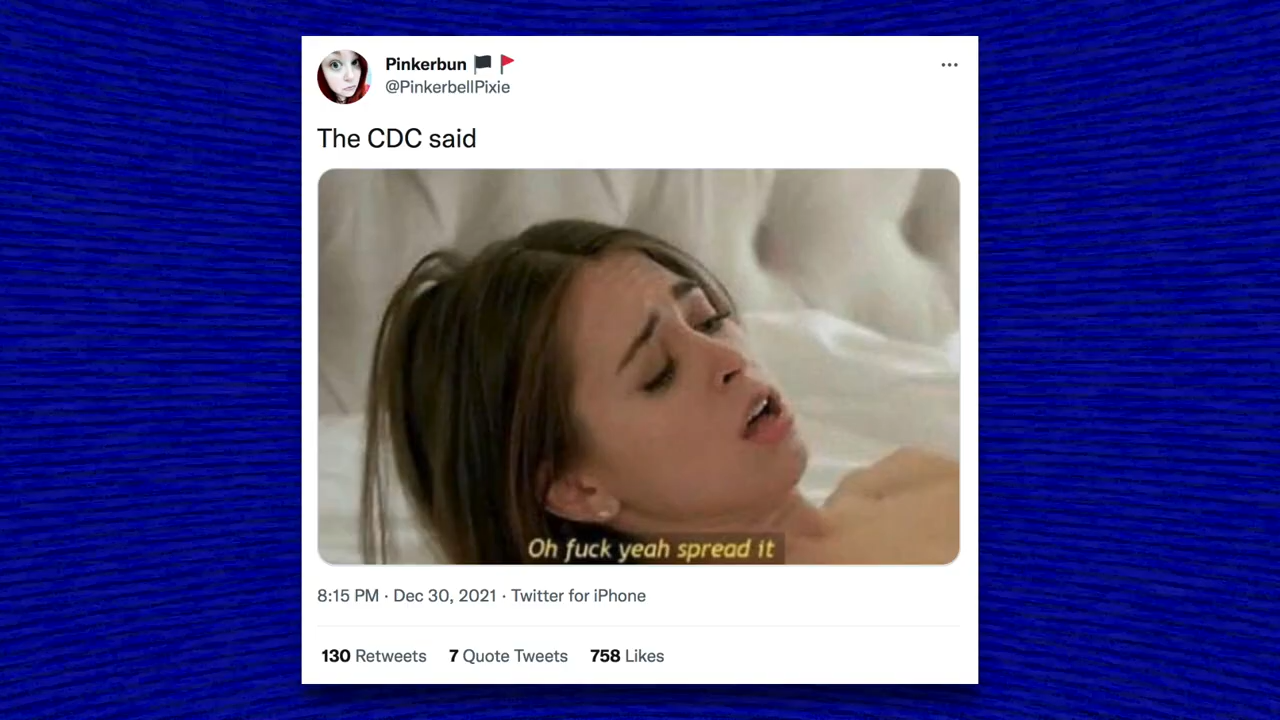 Pinkerbun 🏴🚩
@PinkerbellPixie
The CDC said
Oh fuck yeah spread it
8:15 PM · Dec 30, 2021 · Twitter for iPhone
130 Retweets 7 Quote Tweets 758 Likes